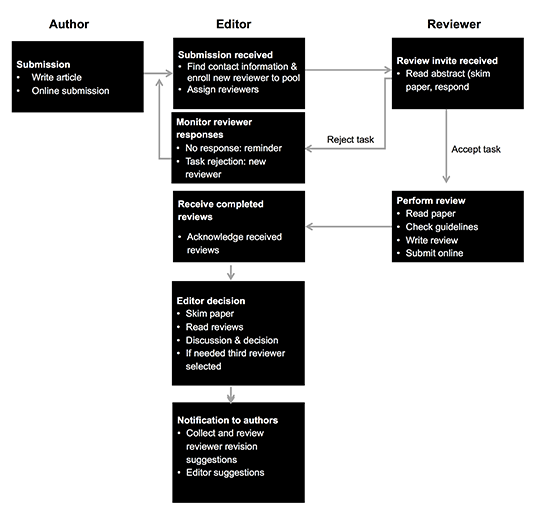 Author
Editor
Reviewer
Submission
• Write article
• Online submission
Submission received
• Find contact information &
enroll new reviewer to pool
• Assign reviewers
Review invite received
• Read abstract (skim
paper, respond
Monitor reviewer
responses
• No response: reminder
• Task rejection: new
reviewer
Reject task
Accept task
Receive completed
reviews
• Acknowledge received
reviews
Perform review
• Read paper
• Check guidelines
• Write review
• Submit online
Editor decision
• Skim paper
• Read reviews
• Discussion & decision
• If needed third reviewer
selected
Notification to authors
• Collect and review
reviewer revision
suggestions
• Editor suggestions